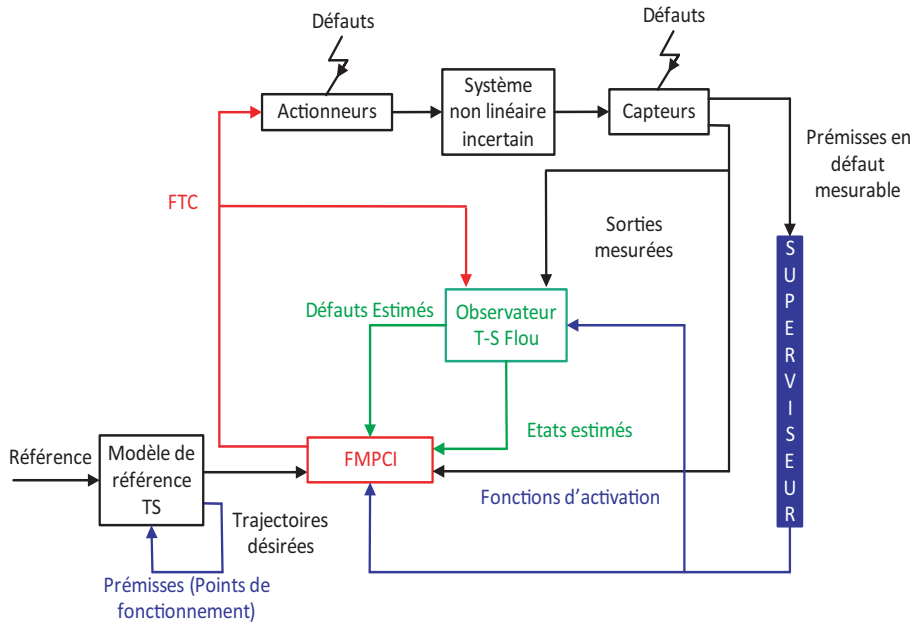 Défauts
Défauts
Actionneurs
Système
non linéaire
incertain
Capteurs
Prémisses en
défaut
mesurable
FTC
Sorties
mesurées
SUPERVISEUR
Défauts Estimés
Observateur
T-S Flou
Etats estimés
Référence
Modèle de
référence
TS
FMPCI
Fonctions d'activation
Trajectoires
désirées
Prémisses (Points de
fonctionnement)